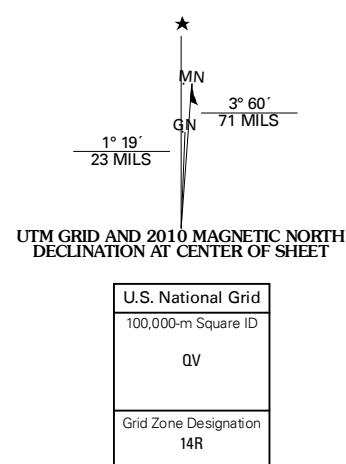 ★
MN
GN
3° 60´
71 MILS
1° 19´
23 MILS
UTM GRID AND 2010 MAGNETIC NORTH
DECLINATION AT CENTER OF SHEET
U.S. National Grid
100,000-m Square ID
QV
Grid Zone Designation
14R